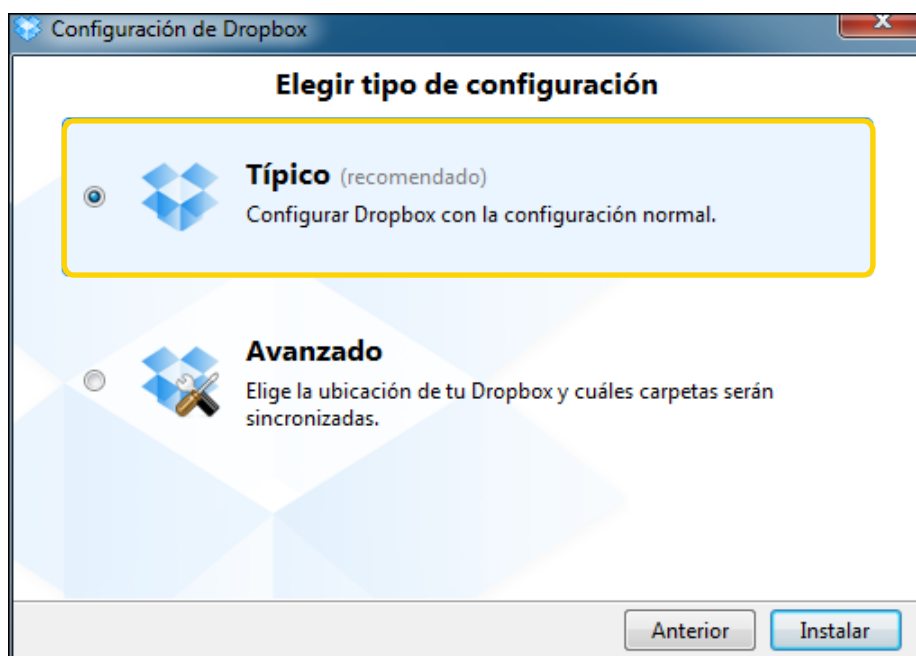 Configuración de Dropbox
X
Elegir tipo de configuración
Típico (recomendado)
Configurar Dropbox con la configuración normal.
Avanzado
Elige la ubicación de tu Dropbox y cuáles carpetas serán
sincronizadas.
Anterior Instalar